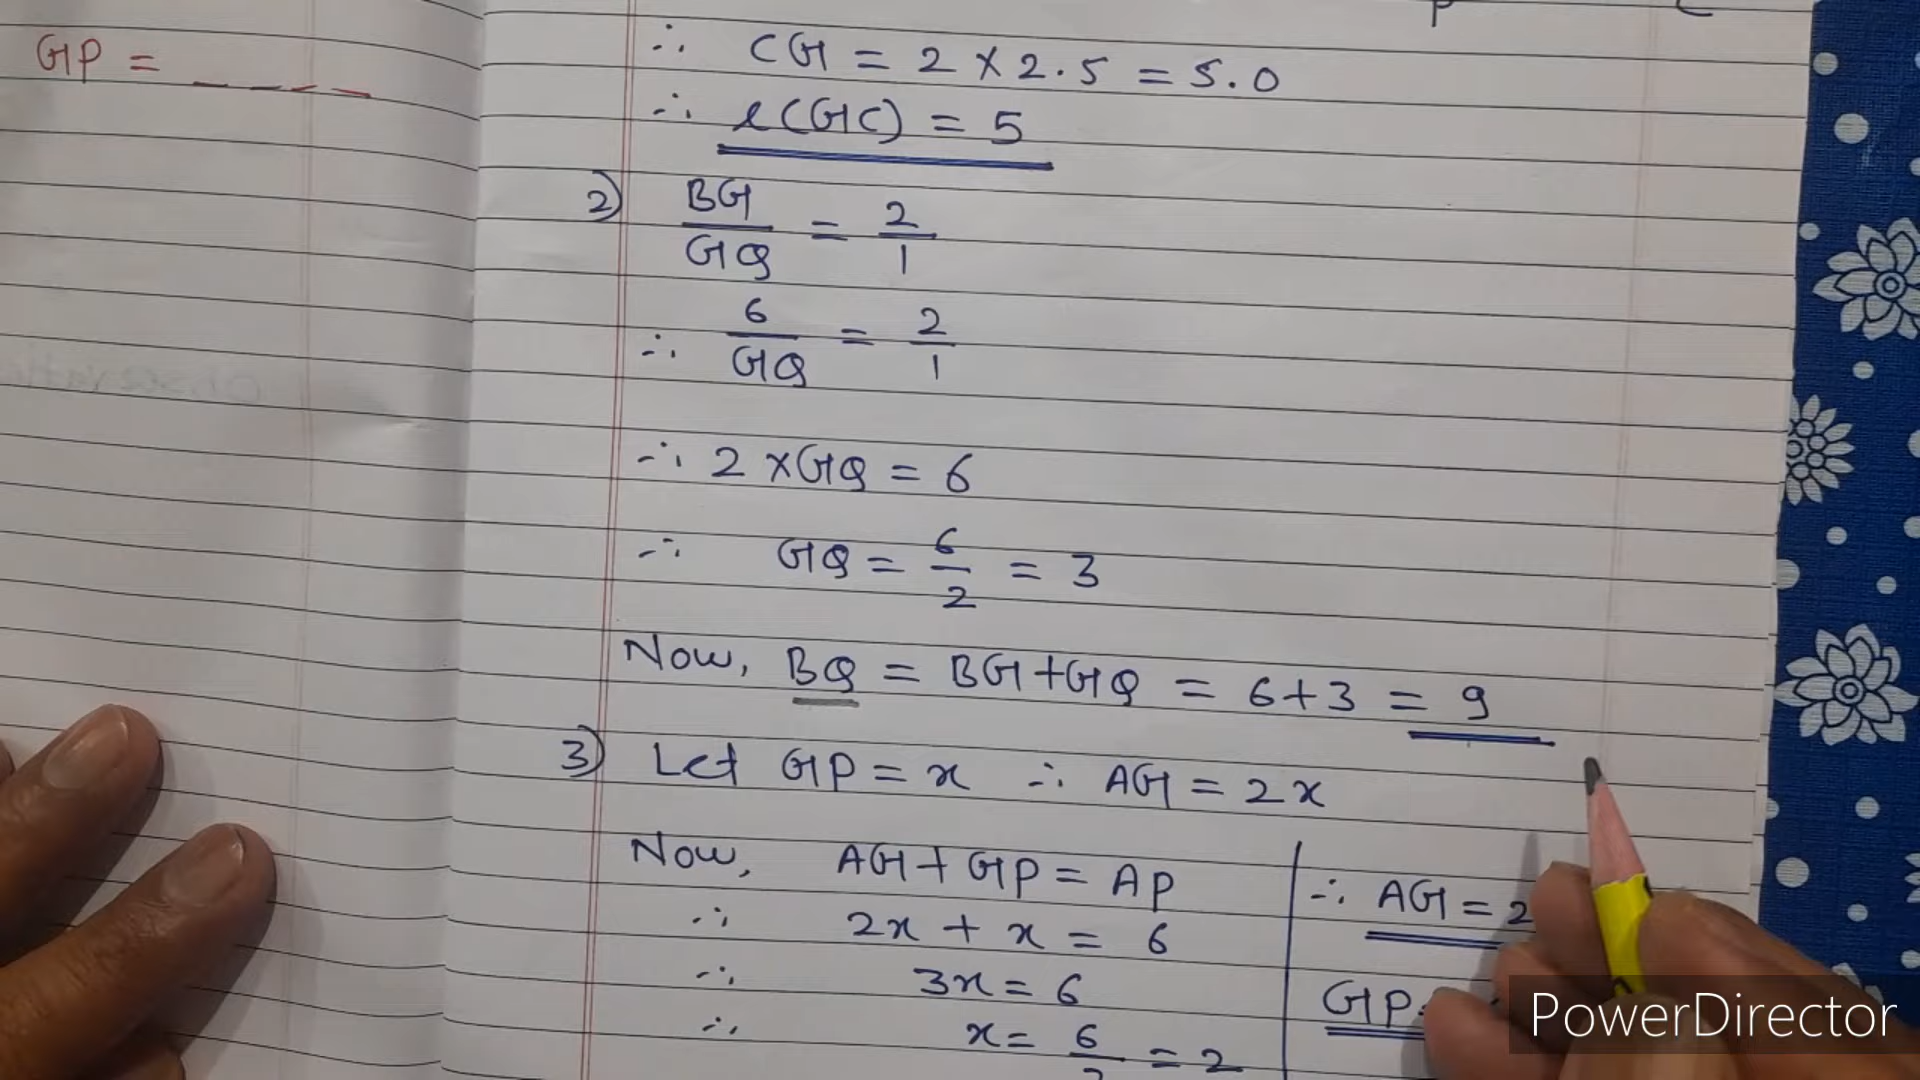 GP = ----
∴ CG = 2 × 2.5 = 5.0
∴ l(GC) = 5
2) BG/GQ = 2/1
∴ 6/GQ = 2/1
∴ 2 × GQ = 6
∴ GQ = 6/2 = 3
Now, BQ = BG+GQ = 6+3 = 9
3) Let GP = x ∴ AG = 2x
Now, AG + GP = AP
∴ 2x + x = 6
∴ 3x = 6
∴ x = 6/ = 2
∴ AG = 2
GP =
PowerDirector